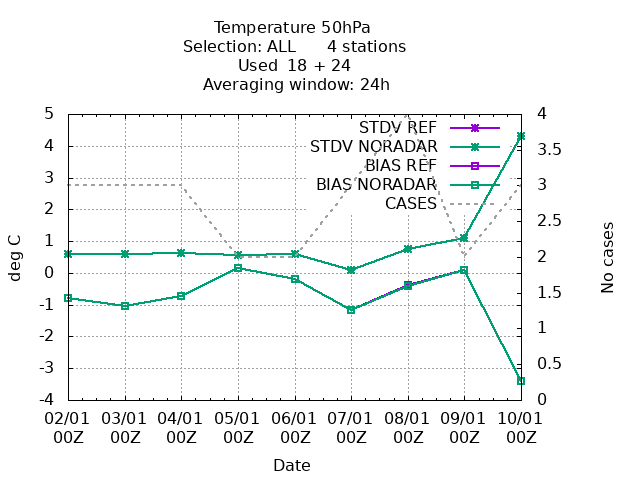 Temperature 50hPa
Selection: ALL 4 stations
Used 18 + 24
Averaging window: 24h
STDV REF
STDV NORADAR
BIAS REF
BIAS NORADAR
CASES
deg C
5
4
3
2
1
0
-1
-2
-3
-4
No cases
4
3.5
3
2.5
2
1.5
1
0.5
0
02/01 03/01 04/01 05/01 06/01 07/01 08/01 09/01 10/01
00Z 00Z 00Z 00Z 00Z 00Z 00Z 00Z 00Z
Date